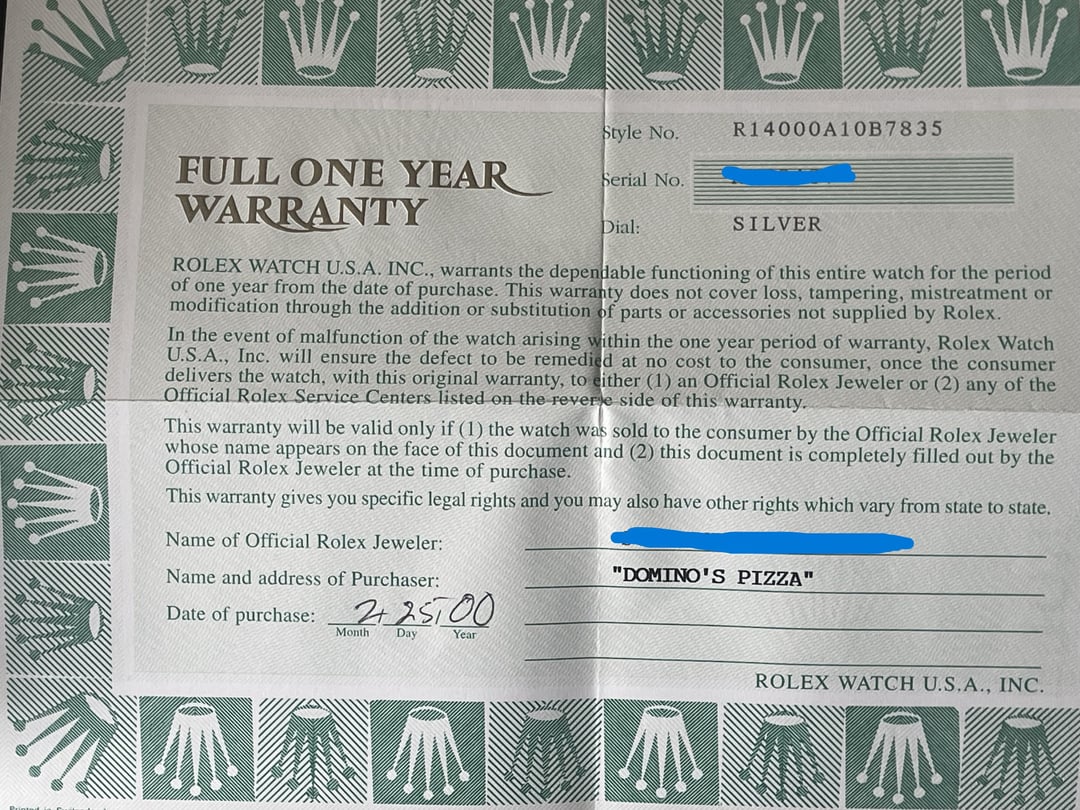 FULL ONE YEAR
WARRANTY
Style No. R14000A10B7835
Serial No.
Dial: SILVER
ROLEX WATCH U.S.A. INC., warrants the dependable functioning of this entire watch for the period
of one year from the date of purchase. This warranty does not cover loss, tampering, mistreatment or
modification through the addition or substitution of parts or accessories not supplied by Rolex.
In the event of malfunction of the watch arising within the one year period of warranty, Rolex Watch
U.S.A., Inc. will ensure the defect to be remedied at no cost to the consumer, once the consumer
delivers the watch, with this original warranty, to either (1) an Official Rolex Jeweler or (2) any of the
Official Rolex Service Centers listed on the reverse side of this warranty.
This warranty will be valid only if (1) the watch was sold to the consumer by the Official Rolex Jeweler
whose name appears on the face of this document and (2) this document is completely filled out by the
Official Rolex Jeweler at the time of purchase.
This warranty gives you specific legal rights and you may also have other rights which vary from state to state.
Name of Official Rolex Jeweler:
Name and address of Purchaser: "DOMINO'S PIZZA"
Date of purchase: 2 25 00
Month Day Year
ROLEX WATCH U.S.A., INC.
Printed in